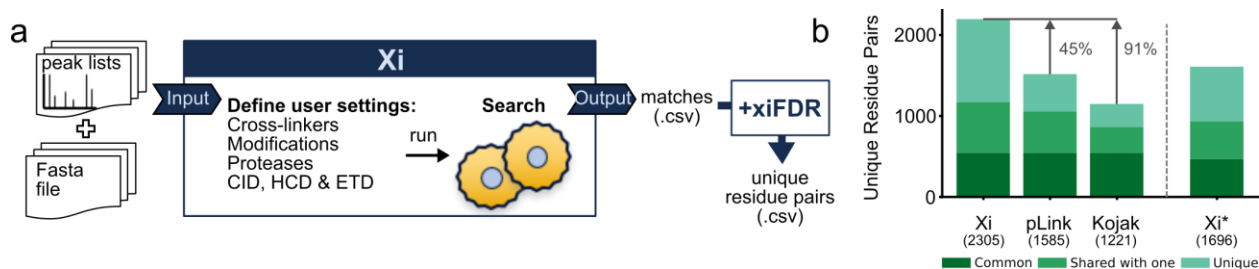 a
peak lists
Fasta
file
Xi
Input
Define user settings:
Cross-linkers
Modifications
Proteases
CID, HCD & ETD
run
Search
Output
matches
(.csv)
+xiFDR
unique
residue pairs
(.csv)
b
Unique Residue Pairs
2000
1000
0
45%
91%
Xi
(2305)
pLink
(1585)
Kojak
(1221)
Xi*
(1696)
Common
Shared with one
Unique